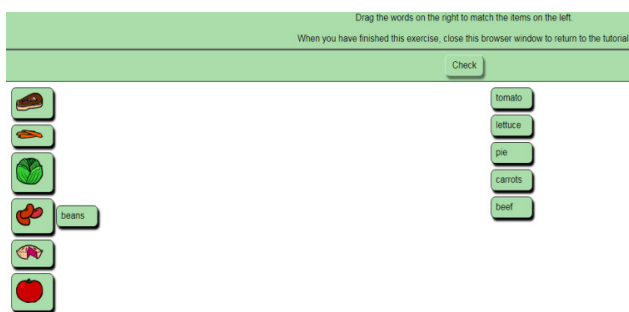 Drag the words on the right to match the items on the left.
When you have finished this exercise, close this browser window to return to the tutorial
Check
tomato
lettuce
pie
carrots
beef
beans